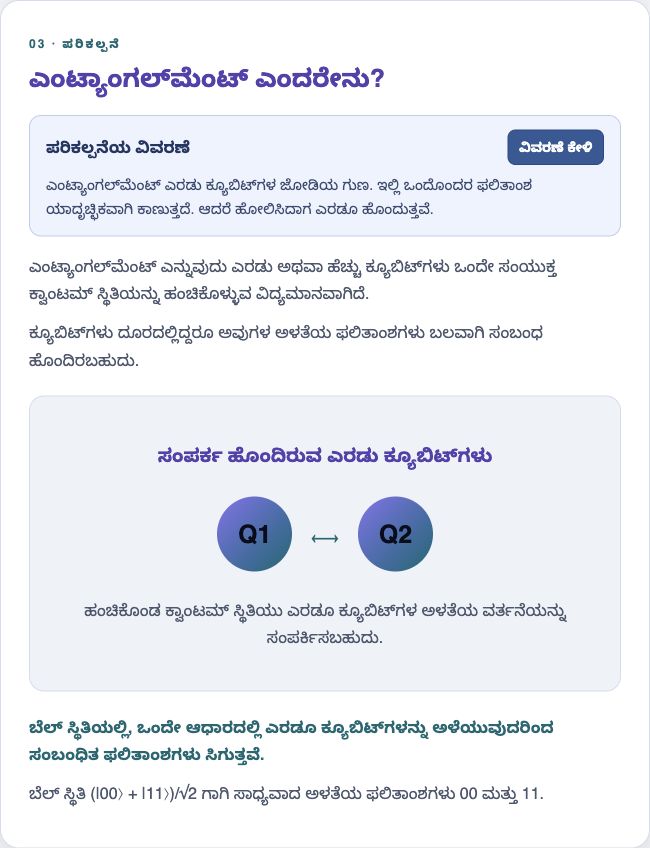 03 · ಪರಿಕಲ್ಪನೆ
ಎಂಟ್ಯಾಂಗಲ್‌ಮೆಂಟ್ ಎಂದರೇನು?
ಪರಿಕಲ್ಪನೆಯ ವಿವರಣೆ
ವಿವರಣೆ ಕೇಳಿ
ಎಂಟ್ಯಾಂಗಲ್‌ಮೆಂಟ್ ಎರಡು ಕ್ಯೂಬಿಟ್‌ಗಳ ಜೋಡಿಯ ಗುಣ. ಇಲ್ಲಿ ಒಂದೊಂದರ ಫಲಿತಾಂಶ
ಯಾದೃಚ್ಛಿಕವಾಗಿ ಕಾಣುತ್ತದೆ. ಆದರೆ ಹೋಲಿಸಿದಾಗ ಎರಡೂ ಹೊಂದುತ್ತವೆ.
ಎಂಟ್ಯಾಂಗಲ್‌ಮೆಂಟ್ ಎನ್ನುವುದು ಎರಡು ಅಥವಾ ಹೆಚ್ಚು ಕ್ಯೂಬಿಟ್‌ಗಳು ಒಂದೇ ಸಂಯುಕ್ತ
ಕ್ವಾಂಟಮ್ ಸ್ಥಿತಿಯನ್ನು ಹಂಚಿಕೊಳ್ಳುವ ವಿದ್ಯಮಾನವಾಗಿದೆ.
ಕ್ಯೂಬಿಟ್‌ಗಳು ದೂರದಲ್ಲಿದ್ದರೂ ಅವುಗಳ ಅಳತೆಯ ಫಲಿತಾಂಶಗಳು ಬಲವಾಗಿ ಸಂಬಂಧ
ಹೊಂದಿರಬಹುದು.
ಸಂಪರ್ಕ ಹೊಂದಿರುವ ಎರಡು ಕ್ಯೂಬಿಟ್‌ಗಳು
Q1 ⟷ Q2
ಹಂಚಿಕೊಂಡ ಕ್ವಾಂಟಮ್ ಸ್ಥಿತಿಯು ಎರಡೂ ಕ್ಯೂಬಿಟ್‌ಗಳ ಅಳತೆಯ ವರ್ತನೆಯನ್ನು
ಸಂಪರ್ಕಿಸಬಹುದು.
ಬೆಲ್ ಸ್ಥಿತಿಯಲ್ಲಿ, ಒಂದೇ ಆಧಾರದಲ್ಲಿ ಎರಡೂ ಕ್ಯೂಬಿಟ್‌ಗಳನ್ನು ಅಳೆಯುವುದರಿಂದ
ಸಂಬಂಧಿತ ಫಲಿತಾಂಶಗಳು ಸಿಗುತ್ತವೆ.
ಬೆಲ್ ಸ್ಥಿತಿ (|00⟩ + |11⟩)/√2 ಗಾಗಿ ಸಾಧ್ಯವಾದ ಅಳತೆಯ ಫಲಿತಾಂಶಗಳು 00 ಮತ್ತು 11.